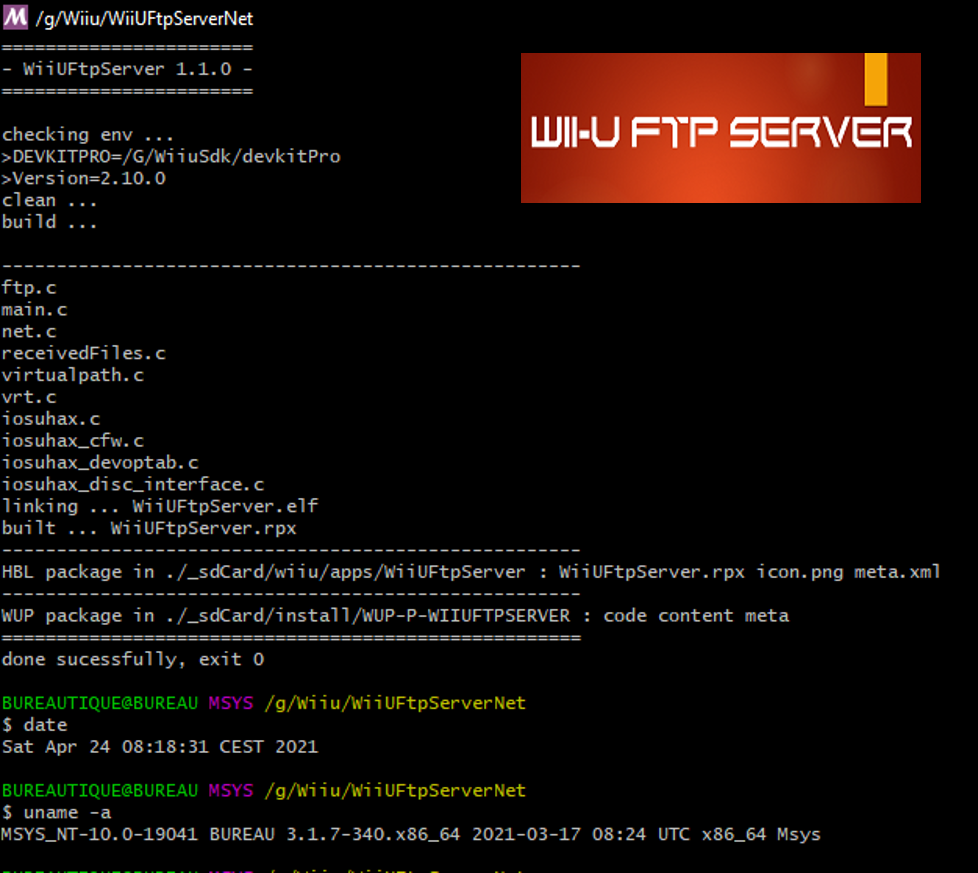 /g/Wiiu/WiiUFtpServerNet
=======================
- WiiUFtpServer 1.1.0 -
=======================
WII-U FTP SERVER
checking env ...
>DEVKITPRO=/G/WiiuSdk/devkitPro
>Version=2.10.0
clean ...
build ...
-----------------------------------------------------
ftp.c
main.c
net.c
receivedFiles.c
virtualpath.c
vrt.c
iosuhax.c
iosuhax_cfw.c
iosuhax_devoptab.c
iosuhax_disc_interface.c
linking ... WiiUFtpServer.elf
built ... WiiUFtpServer.rpx
-----------------------------------------------------
HBL package in ./_sdCard/wiiu/apps/WiiUFtpServer : WiiUFtpServer.rpx icon.png meta.xml
-----------------------------------------------------
WUP package in ./_sdCard/install/WUP-P-WIIUFTPSERVER : code content meta
=====================================================
done sucessfully, exit 0
BUREAUTIQUE@BUREAU MSYS /g/Wiiu/WiiUFtpServerNet
$ date
Sat Apr 24 08:18:31 CEST 2021
BUREAUTIQUE@BUREAU MSYS /g/Wiiu/WiiUFtpServerNet
$ uname -a
MSYS_NT-10.0-19041 BUREAU 3.1.7-340.x86_64 2021-03-17 08:24 UTC x86_64 Msys